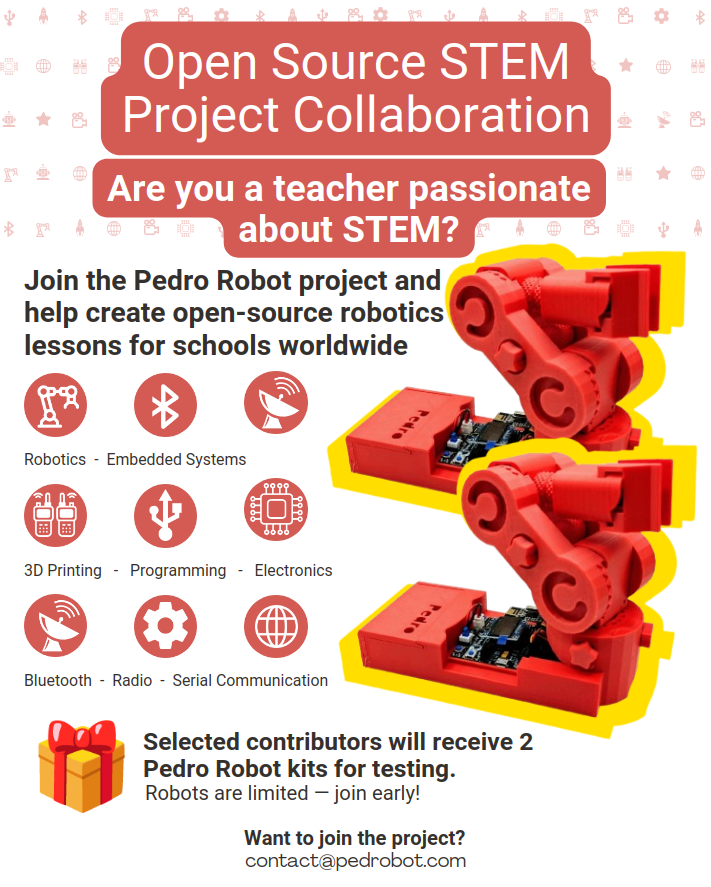 Open Source STEM
Project Collaboration
Are you a teacher passionate
about STEM?
Join the Pedro Robot project and
help create open-source robotics
lessons for schools worldwide
Robotics - Embedded Systems
Pedro
3D Printing - Programming - Electronics
Pedro
Bluetooth - Radio - Serial Communication
Selected contributors will receive 2
Pedro Robot kits for testing.
Robots are limited — join early!
Want to join the project?
contact@pedrobot.com